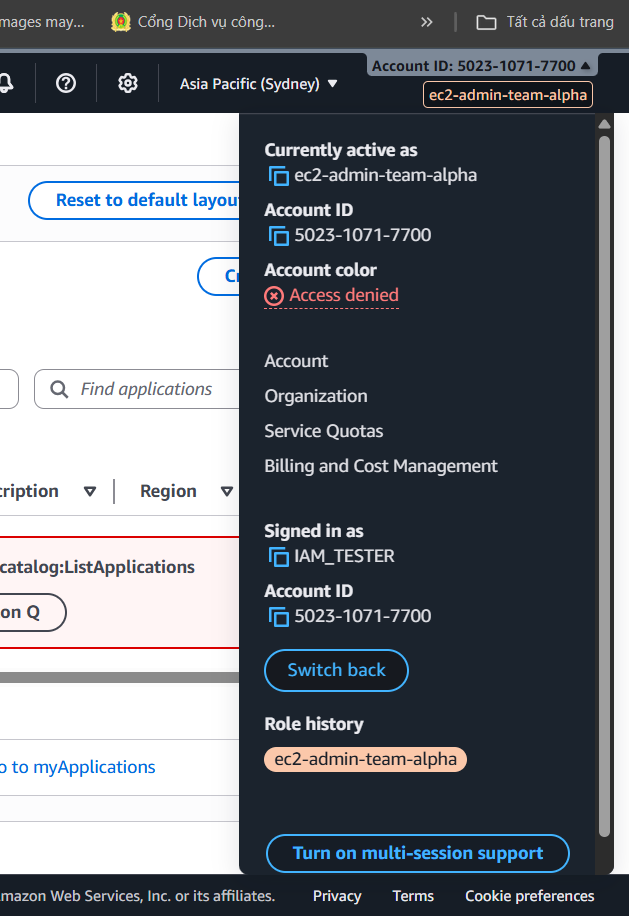 mages may...
Cổng Dịch vụ công...
»
Tất cả dấu trang
Asia Pacific (Sydney) ▼
Account ID: 5023-1071-7700 ▲
ec2-admin-team-alpha
Currently active as
ec2-admin-team-alpha
Account ID
5023-1071-7700
Account color
Access denied
Account
Organization
Service Quotas
Billing and Cost Management
Signed in as
IAM_TESTER
Account ID
5023-1071-7700
Switch back
Role history
ec2-admin-team-alpha
Turn on multi-session support
Reset to default layou
Cr
Find applications
cription
Region
catalog:ListApplications
on Q
o to myApplications
mazon Web Services, Inc. or its affiliates.
Privacy
Terms
Cookie preferences